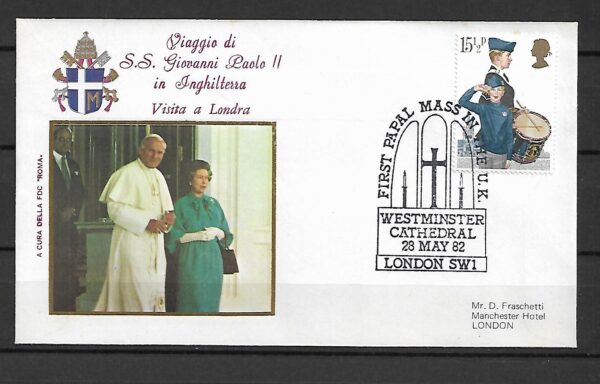 Viaggio di
S.S. Giovanni Paolo II
in Inghilterra
Visita a Londra
A CURA DELLA FDC "ROMA"
M
15½p
FIRST PAPAL MASS IN THE U.K.
WESTMINSTER
CATHEDRAL
28 MAY 82
LONDON SW1
Mr. D. Fraschetti
Manchester Hotel
LONDON